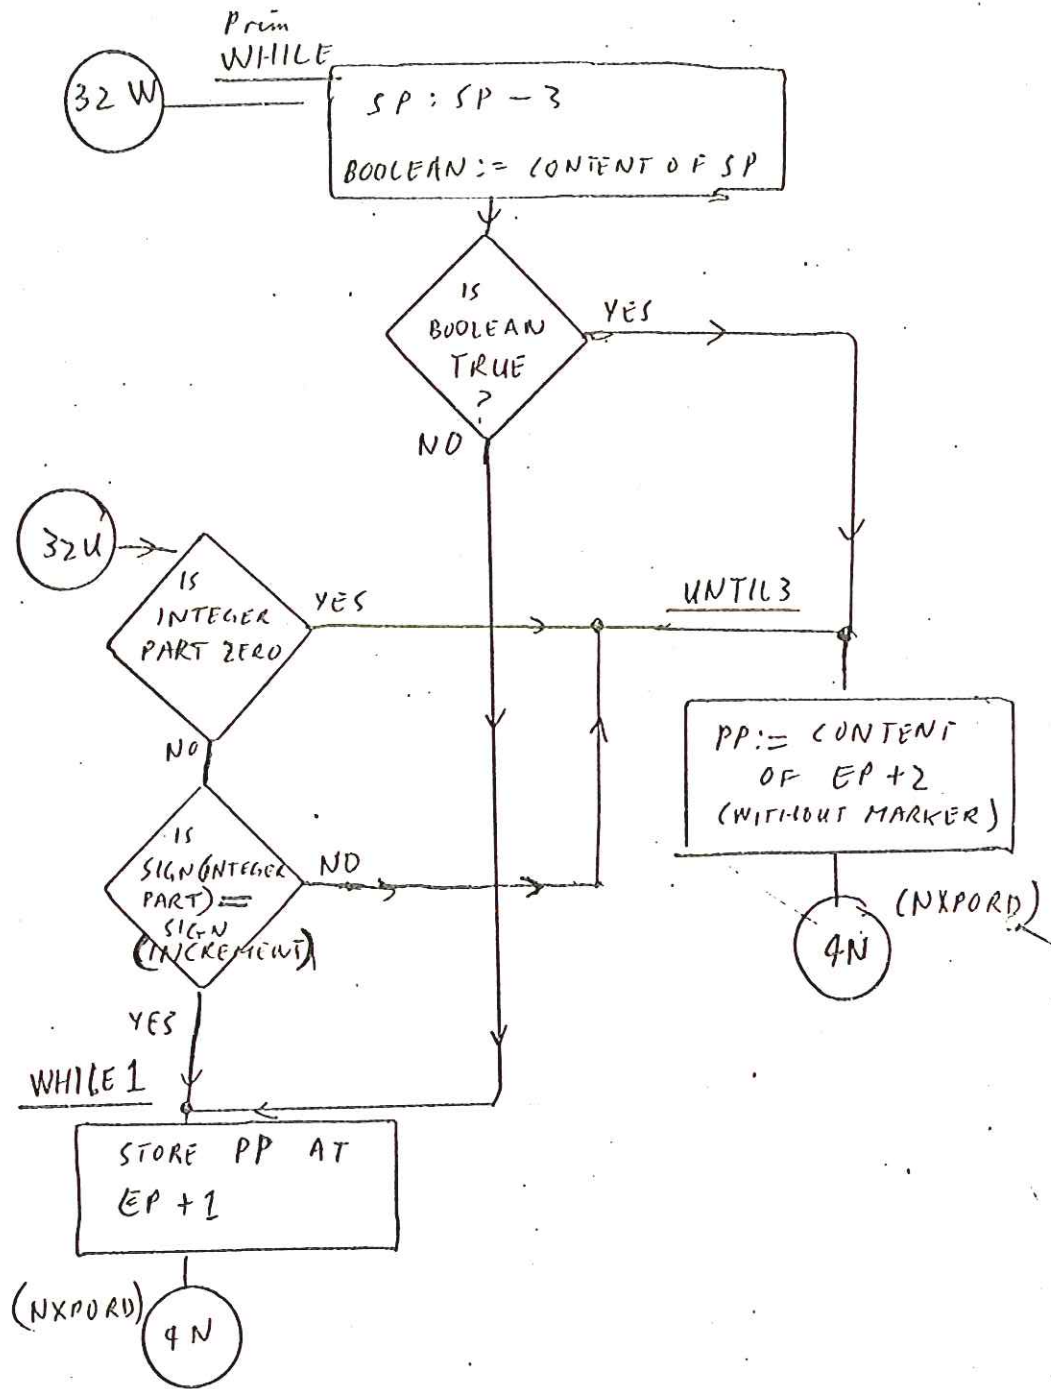 Prim
WHILE
32 W
SP : SP - 3
BOOLEAN := CONTENT OF SP
IS
BOOLEAN
TRUE
?
YES
NO
32U
IS
INTEGER
PART ZERO
YES
UNTIL3
NO
PP := CONTENT
OF EP + 2
(WITHOUT MARKER)
IS
SIGN(INTEGER
PART) =
SIGN
(INCREMENT)
NO
(NXPORD)
4N
YES
WHILE 1
STORE PP AT
EP + 1
(NXPORD)
4N